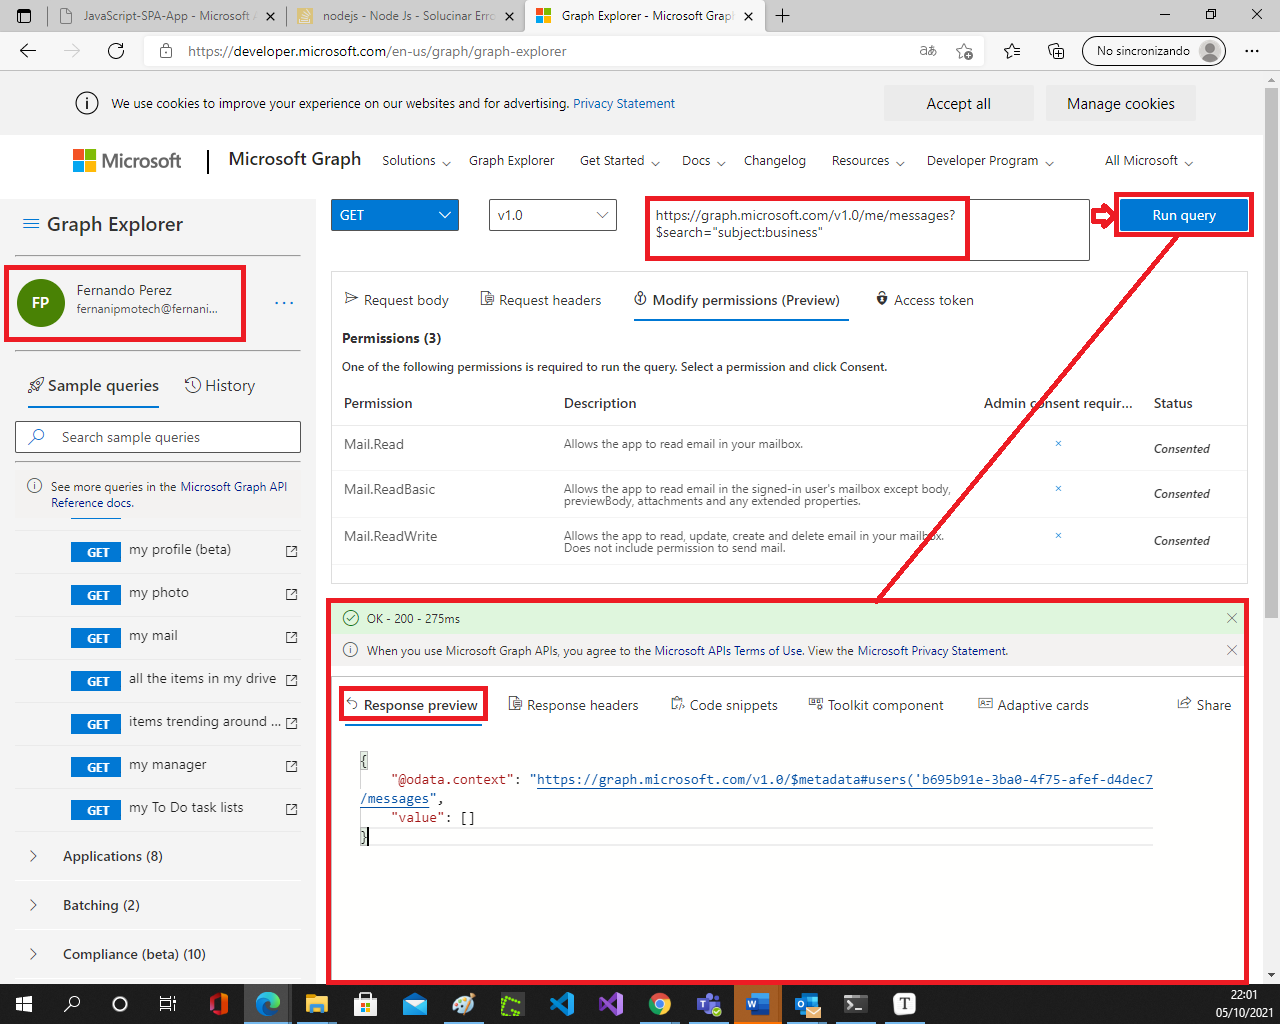 JavaScript-SPA-App - Microsoft A
nodejs - Node Js - Solucinar Erro
Graph Explorer - Microsoft Graph
https://developer.microsoft.com/en-us/graph/graph-explorer
aあ
No sincronizando
We use cookies to improve your experience on our websites and for advertising. Privacy Statement
Accept all
Manage cookies
Microsoft
Microsoft Graph
Solutions
Graph Explorer
Get Started
Docs
Changelog
Resources
Developer Program
All Microsoft
Graph Explorer
FP
Fernando Perez
fernanipmotech@fernani...
Sample queries
History
Search sample queries
See more queries in the Microsoft Graph API
Reference docs.
GET my profile (beta)
GET my photo
GET my mail
GET all the items in my drive
GET items trending around ...
GET my manager
GET my To Do task lists
Applications (8)
Batching (2)
Compliance (beta) (10)
GET
v1.0
https://graph.microsoft.com/v1.0/me/messages?
$search="subject:business"
Run query
Request body
Request headers
Modify permissions (Preview)
Access token
Permissions (3)
One of the following permissions is required to run the query. Select a permission and click Consent.
Permission
Description
Admin consent requir...
Status
Mail.Read
Allows the app to read email in your mailbox.
Consented
Mail.ReadBasic
Allows the app to read email in the signed-in user's mailbox except body,
previewBody, attachments and any extended properties.
Consented
Mail.ReadWrite
Allows the app to read, update, create and delete email in your mailbox.
Does not include permission to send mail.
Consented
OK - 200 - 275ms
When you use Microsoft Graph APIs, you agree to the Microsoft APIs Terms of Use. View the Microsoft Privacy Statement.
Response preview
Response headers
Code snippets
Toolkit component
Adaptive cards
Share
{
"@odata.context": "https://graph.microsoft.com/v1.0/$metadata#users('b695b91e-3ba0-4f75-afef-d4dec7
/messages",
"value": []
}
22:01
05/10/2021